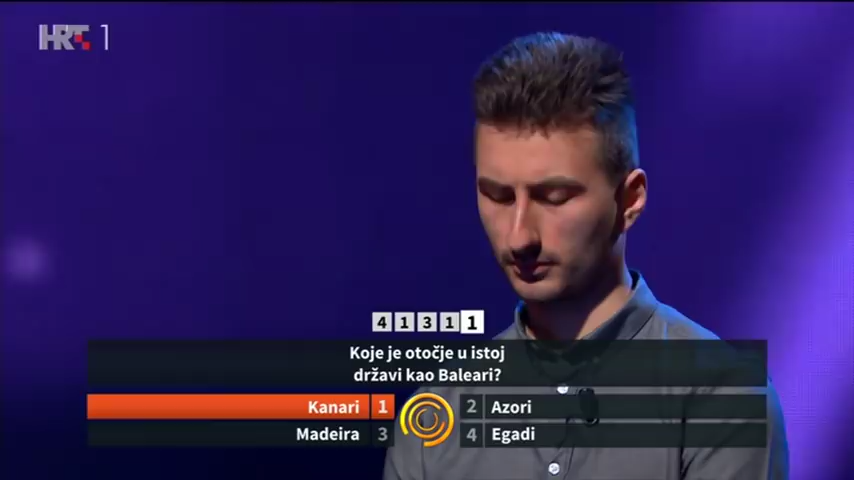 HRT 1
4 1 3 1 1
Koje je otočje u istoj
državi kao Baleari?
Kanari 1
2 Azori
Madeira 3
4 Egadi